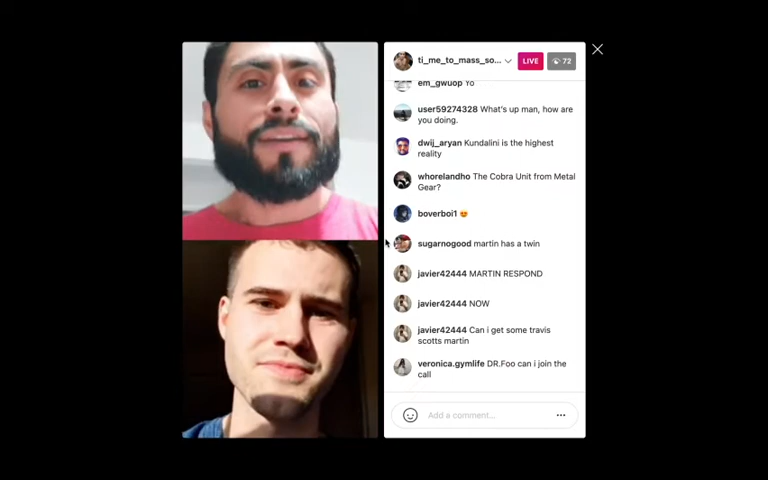 ti_me_to_mass_so... LIVE 72
em_gwuop Yo
user59274328 What's up man, how are
you doing.
dwij_aryan Kundalini is the highest
reality
whorelandho The Cobra Unit from Metal
Gear?
boverboi1 😍
sugarnogood martin has a twin
javier42444 MARTIN RESPOND
javier42444 NOW
javier42444 Can i get some travis
scotts martin
veronica.gymlife DR.Foo can i join the
call
Add a comment...